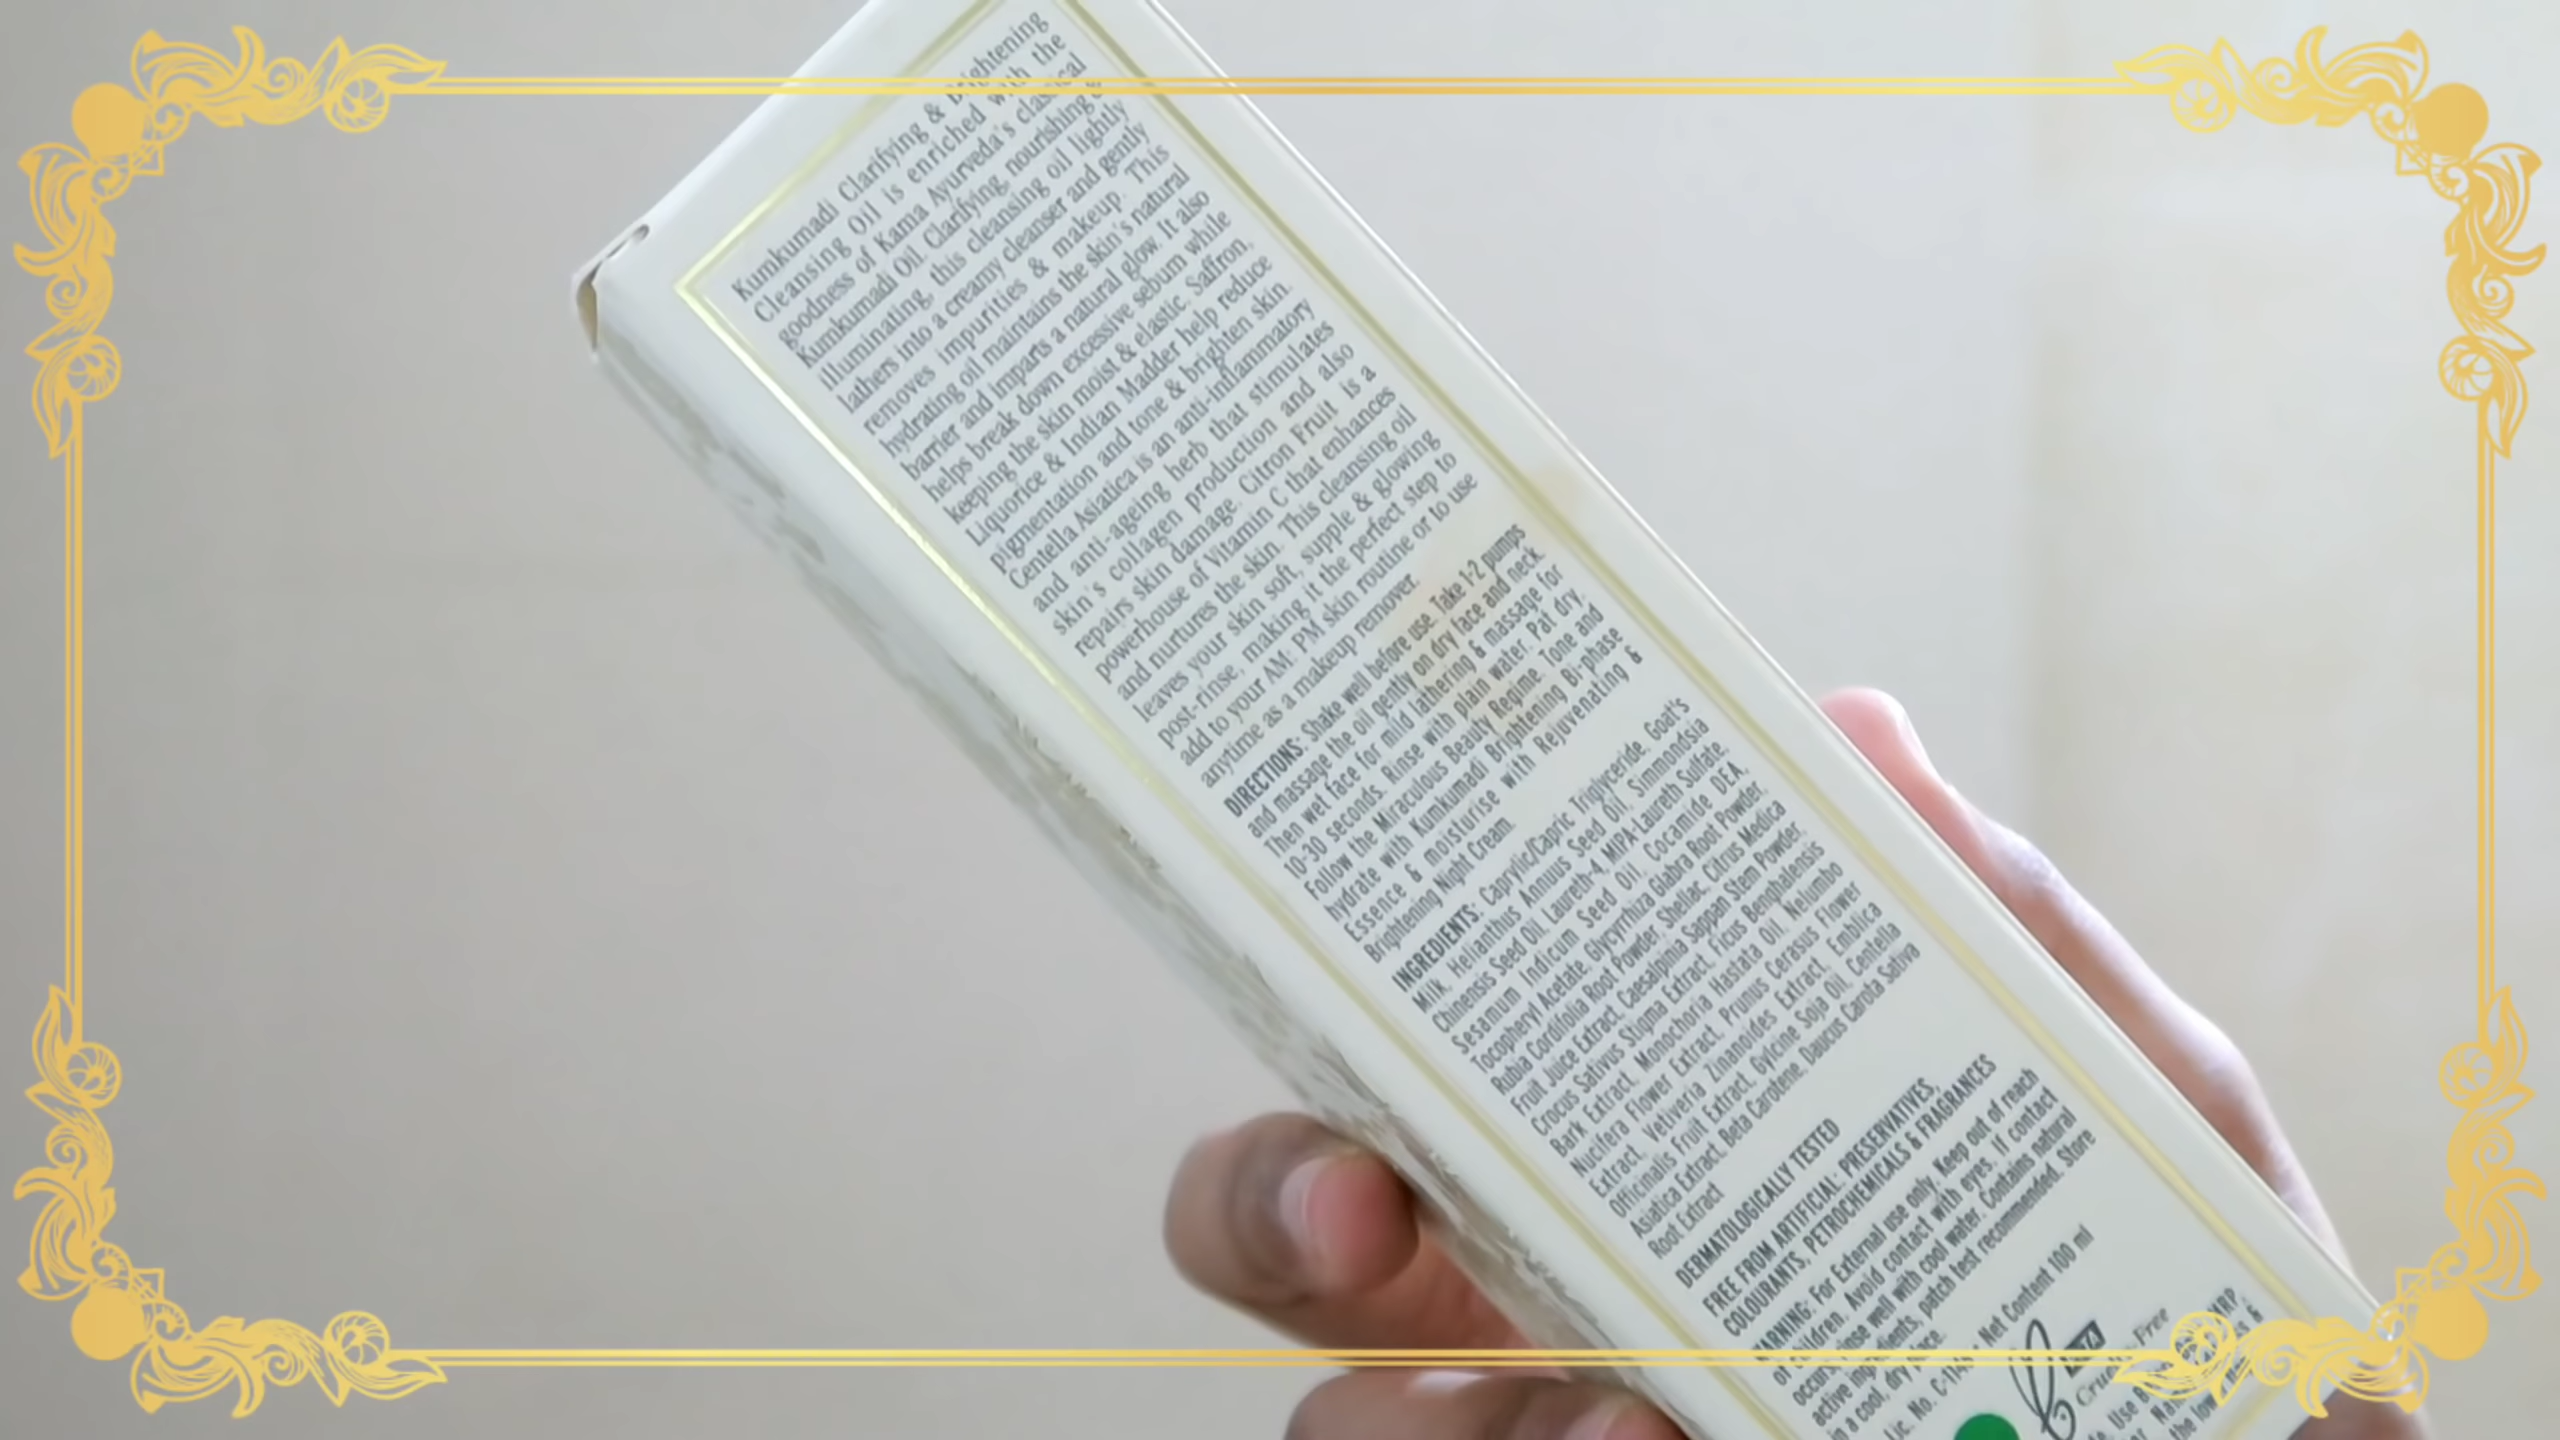 Kumkumadi Clarifying & Brightening
Cleansing Oil is enriched with the
goodness of Kama Ayurveda's classical
Kumkumadi Oil. Clarifying, nourishing &
illuminating, this cleansing oil lightly
lathers into a creamy cleanser and gently
removes impurities & makeup. This
hydrating oil maintains the skin's natural
barrier and imparts a natural glow. It also
helps break down excessive sebum while
keeping the skin moist & elastic. Saffron,
Liquorice & Indian Madder help reduce
pigmentation and tone & brighten skin.
Centella Asiatica is an anti-inflammatory
and anti-ageing herb that stimulates
skin's collagen production and also
repairs skin damage. Citron Fruit is a
powerhouse of Vitamin C that enhances
and nurtures the skin. This cleansing oil
leaves your skin soft, supple & glowing
post-rinse, making it the perfect step to
add to your AM: PM skin routine or to use
anytime as a makeup remover.
DIRECTIONS: Shake well before use. Take 1-2 pumps
and massage the oil gently on dry face and neck.
Then wet face for mild lathering & massage for
10-30 seconds. Rinse with plain water. Pat dry.
Follow the Miraculous Beauty Regime. Tone and
hydrate with Kumkumadi Brightening Bi-phase
Essence & moisturise with Rejuvenating &
Brightening Night Cream.
INGREDIENTS: Caprylic/Capric Triglyceride, Goat's
Milk, Helianthus Annuus Seed Oil, Simmondsia
Chinensis Seed Oil, Laureth-4, MIPA-Laureth Sulfate,
Sesamum Indicum Seed Oil, Cocamide DEA,
Tocopheryl Acetate, Glycyrrhiza Glabra Root Powder,
Rubia Cordifolia Root Powder, Shellac, Citrus Medica
Fruit Juice Extract, Caesalpinia Sappan Stem Powder,
Crocus Sativus Stigma Extract, Ficus Benghalensis
Bark Extract, Monochoria Hastata Oil, Nelumbo
Nucifera Flower Extract, Prunus Cerasus Flower
Extract, Vetiveria Zinanoides Extract, Emblica
Officinalis Fruit Extract, Gylcine Soja Oil, Centella
Asiatica Extract, Beta Carotene, Daucus Carota Sativa
Root Extract
DERMATOLOGICALLY TESTED
FREE FROM ARTIFICIAL: PRESERVATIVES,
COLOURANTS, PETROCHEMICALS & FRAGRANCES
WARNING: For External use only. Keep out of reach
of children. Avoid contact with eyes. If contact
occurs, rinse well with cool water. Contains natural
active ingredients, patch test recommended. Store
in a cool, dry place.
Lic. No. Net Content 100 ml